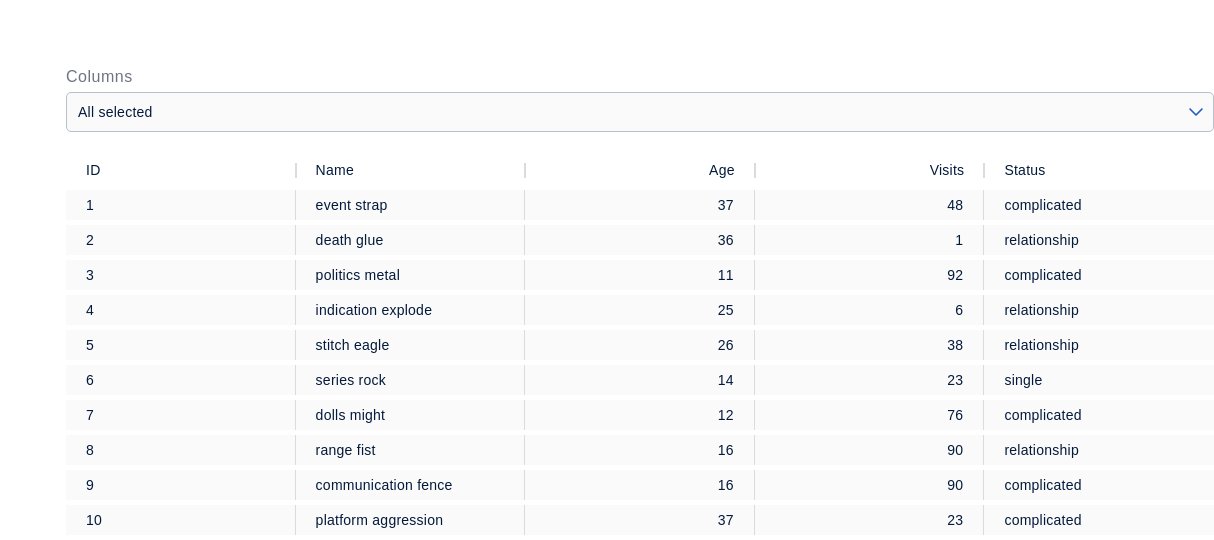 Columns
All selected
ID Name Age Visits Status
1 event strap 37 48 complicated
2 death glue 36 1 relationship
3 politics metal 11 92 complicated
4 indication explode 25 6 relationship
5 stitch eagle 26 38 relationship
6 series rock 14 23 single
7 dolls might 12 76 complicated
8 range fist 16 90 relationship
9 communication fence 16 90 complicated
10 platform aggression 37 23 complicated